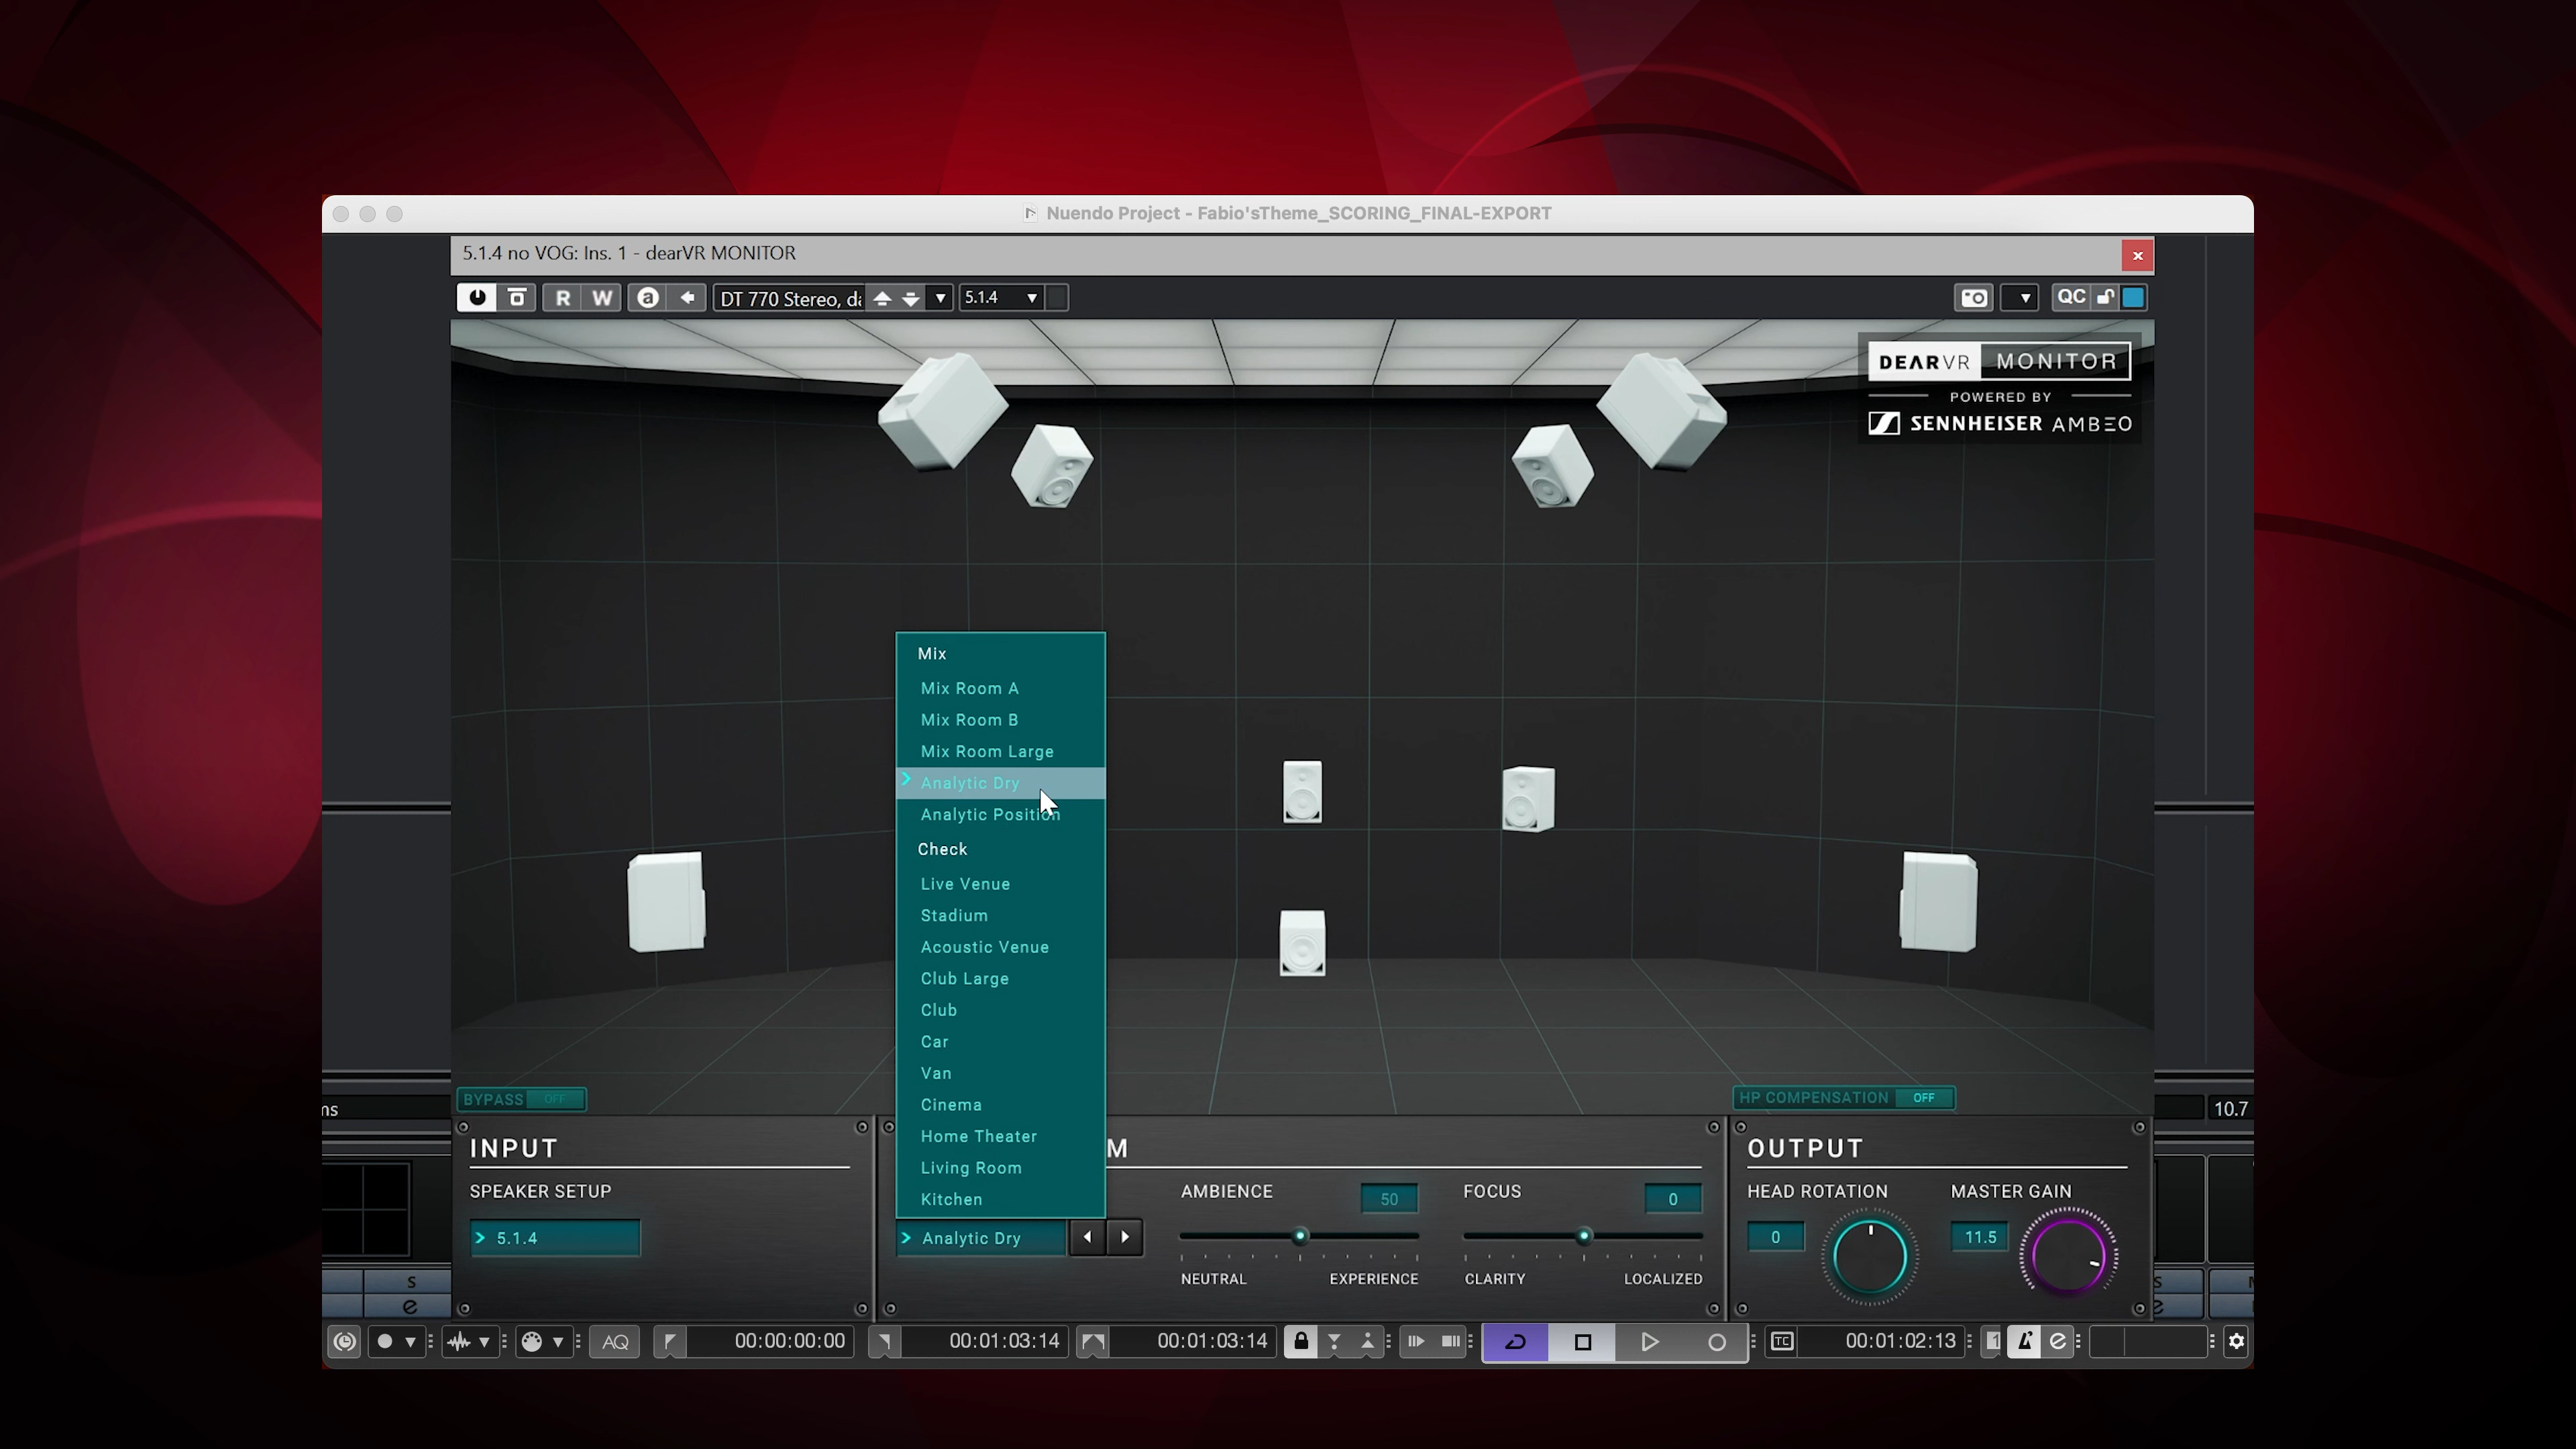 Nuendo Project - Fabio'sTheme_SCORING_FINAL-EXPORT
5.1.4 no VOG: Ins. 1 - dearVR MONITOR
R W a DT 770 Stereo, da 5.1.4 QC
DEARVR MONITOR
POWERED BY
SENNHEISER AMBEO
Mix
Mix Room A
Mix Room B
Mix Room Large
Analytic Dry
Analytic Position
Check
Live Venue
Stadium
Acoustic Venue
Club Large
Club
Car
Van
Cinema
Home Theater
Living Room
Kitchen
BYPASS OFF
HP COMPENSATION OFF
ns
10.7
INPUT
SPEAKER SETUP
5.1.4
M
Analytic Dry
AMBIENCE 50
NEUTRAL EXPERIENCE
FOCUS 0
CLARITY LOCALIZED
OUTPUT
HEAD ROTATION
0
MASTER GAIN
11.5
S
e
S
AQ 00:00:00:00 00:01:03:14 00:01:03:14 TC 00:01:02:13 1